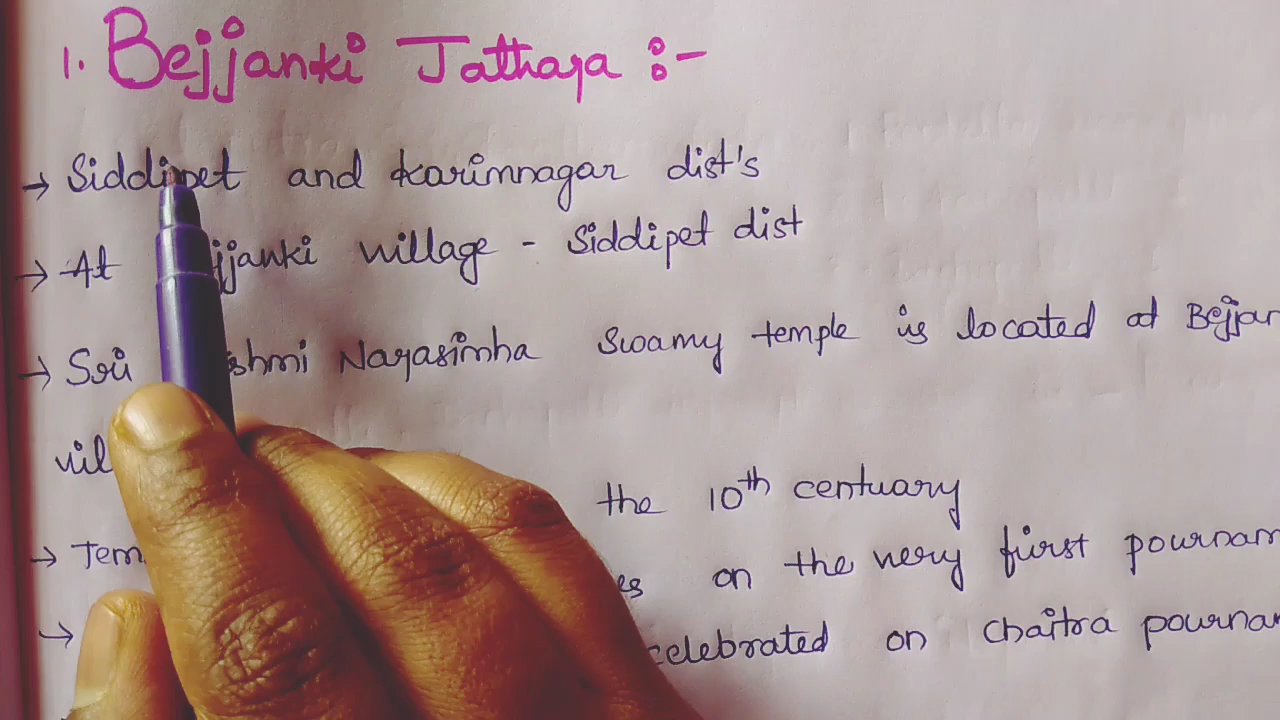 1. Bejjanki Jathara :-
→ Siddipet and Karimnagar dist's
→ At jjanki village - Siddipet dist
→ Sri shmi Narasimha Swamy temple is located at Bejjan
vil
the 10th centuary
→ Tem
es on the very first pournam
→ celebrated on Chaitra pournam